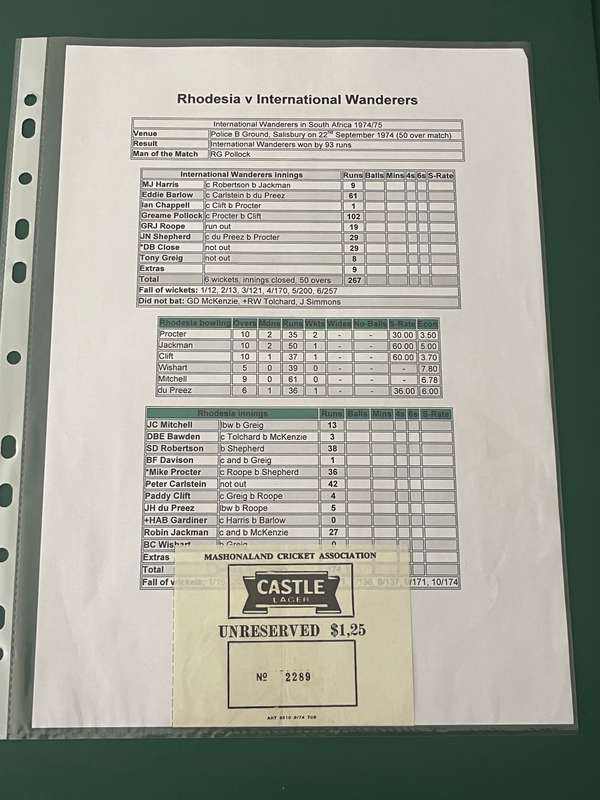 Rhodesia v International Wanderers
International Wanderers in South Africa 1974/75
Venue Police B Ground, Salisbury on 22nd September 1974 (50 over match)
Result International Wanderers won by 93 runs
Man of the Match RG Pollock
International Wanderers innings Runs Balls Mins 4s 6s S-Rate
MJ Harris c Robertson b Jackman 9
Eddie Barlow c Carlstein b du Preez 61
Ian Chappell c Clift b Procter 1
Greame Pollock c Procter b Clift 102
GRJ Roope run out 19
JN Shepherd c du Preez b Procter 29
*DB Close not out 29
Tony Greig not out 8
Extras 9
Total 6 wickets, innings closed, 50 overs 267
Fall of wickets: 1/12, 2/13, 3/121, 4/170, 5/200, 6/257
Did not bat: GD McKenzie, +RW Tolchard, J Simmons
Rhodesia bowling Overs Mdns Runs Wkts Wides No-Balls S-Rate Econ
Procter 10 2 35 2 - - 30.00 3.50
Jackman 10 2 50 1 - - 60.00 5.00
Clift 10 1 37 1 - - 60.00 3.70
Wishart 5 0 39 0 - - - 7.80
Mitchell 9 0 61 0 - - - 6.78
du Preez 6 1 36 1 - - 36.00 6.00
Rhodesia innings Runs Balls Mins 4s 6s S-Rate
JC Mitchell lbw b Greig 13
DBE Bawden c Tolchard b McKenzie 3
SD Robertson b Shepherd 38
BF Davison c and b Greig 1
*Mike Procter c Roope b Shepherd 36
Peter Carlstein not out 42
Paddy Clift c Greig b Roope 4
JH du Preez lbw b Roope 5
+HAB Gardiner c Harris b Barlow 0
Robin Jackman c and b McKenzie 27
BC Wishart b Greig 0
Extras
Total
Fall of wickets: 9/171, 10/174
MASHONALAND CRICKET ASSOCIATION
CASTLE
LAGER
UNRESERVED $1,25
No 2289